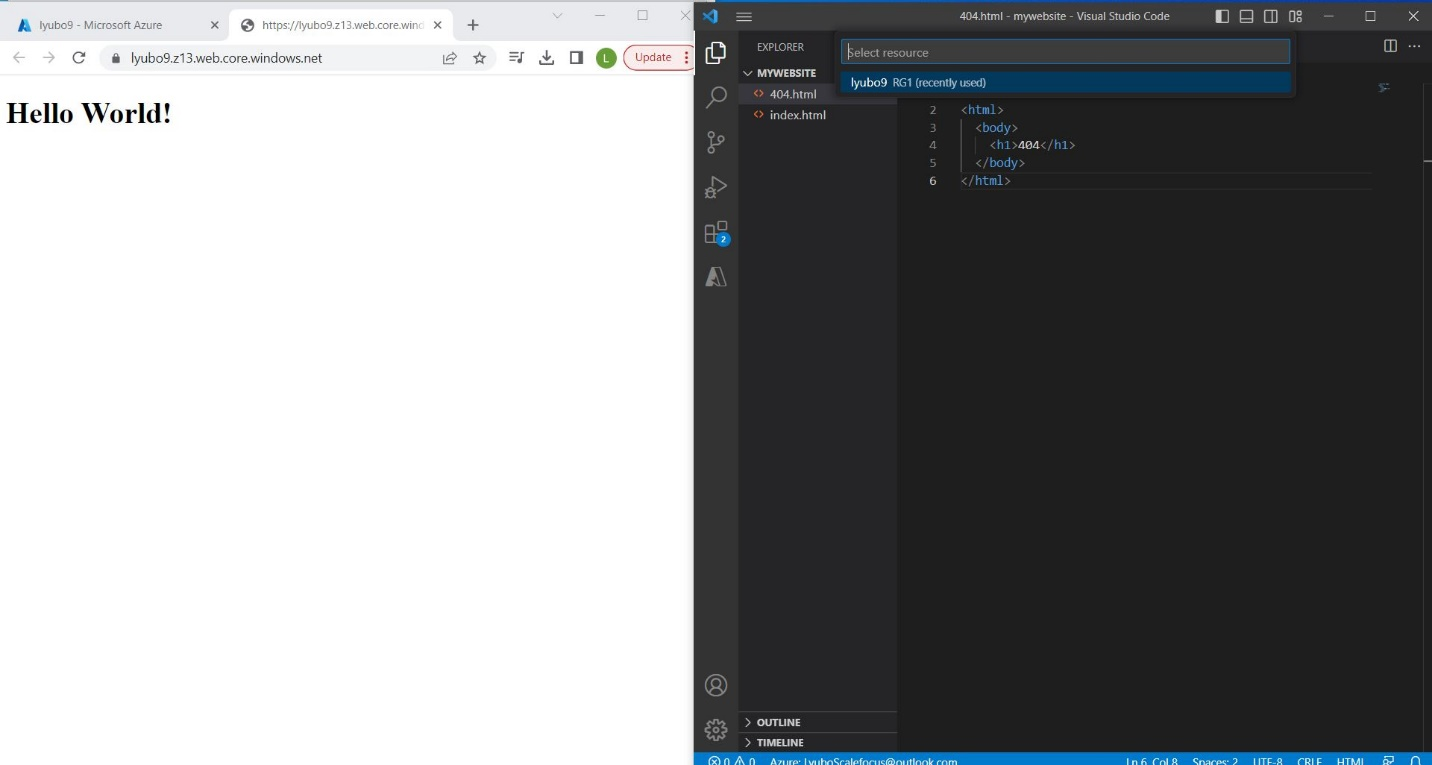 lyubo9 - Microsoft Azure
https://lyubo9.z13.web.core.wind
lyubo9.z13.web.core.windows.net
L
Update
Hello World!
404.html - mywebsite - Visual Studio Code
EXPLORER
MYWEBSITE
404.html
index.html
2
OUTLINE
TIMELINE
Select resource
lyubo9 RG1 (recently used)
2 <html>
3 <body>
4 <h1>404</h1>
5 </body>
6 </html>
0 0 Azure: LyuboScalefocus@outlook.com Ln 6, Col 8 Spaces: 2 UTF-8 CRLF HTML